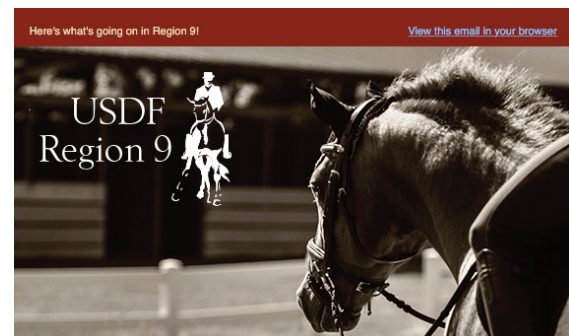 Here's what's going on in Region 9!
View this email in your browser
USDF
Region 9